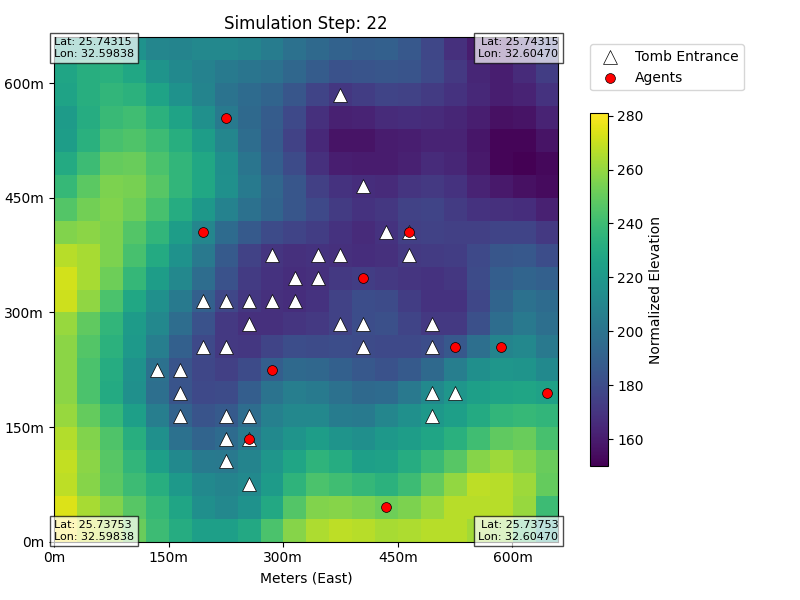 Simulation Step: 22
Lat: 25.74315
Lon: 32.59838
Lat: 25.74315
Lon: 32.60470
Tomb Entrance
Agents
600m
450m
300m
150m
0m
Lat: 25.73753
Lon: 32.59838
Lat: 25.73753
Lon: 32.60470
0m
150m
300m
450m
600m
Meters (East)
280
260
240
220
200
180
160
Normalized Elevation